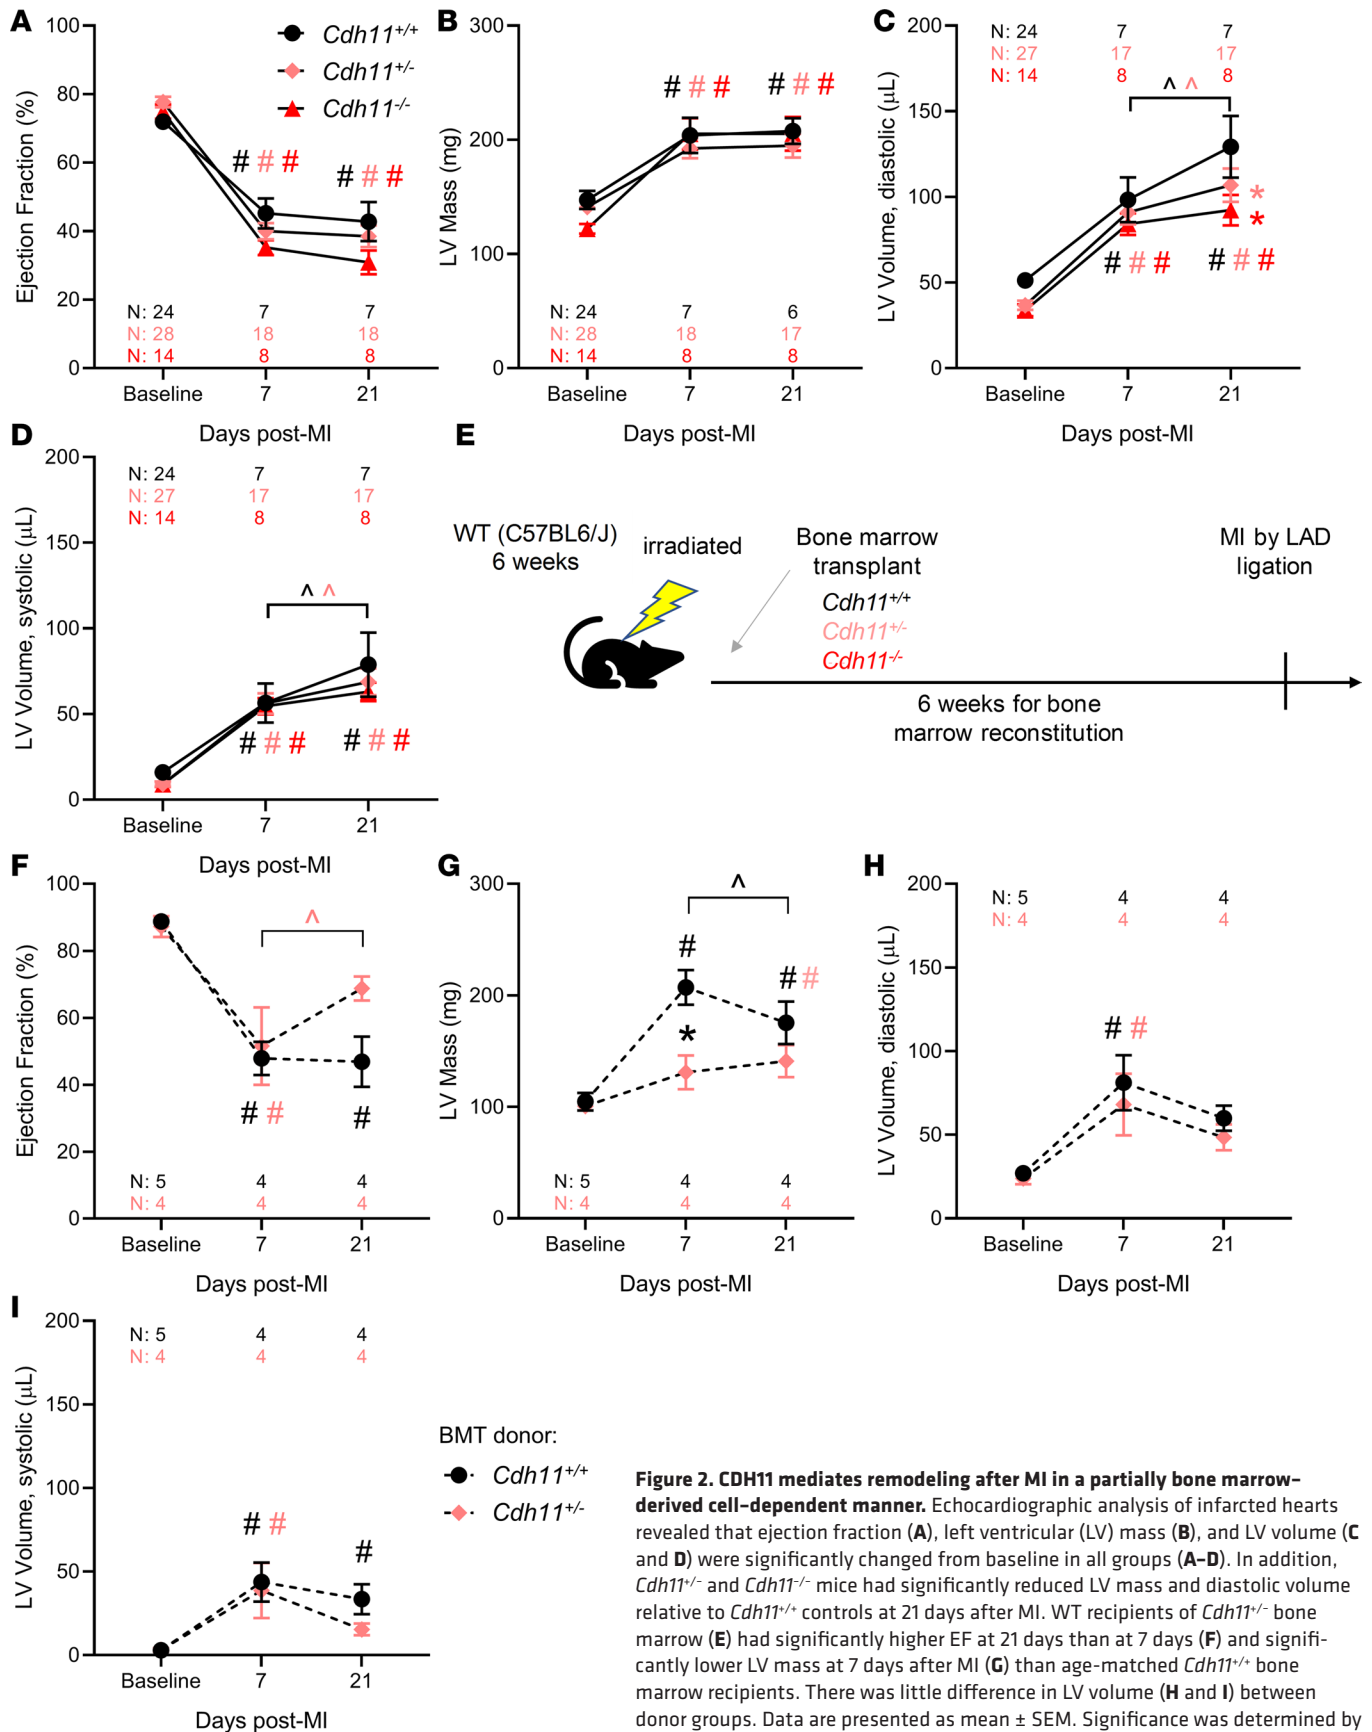 A
100
80
60
40
20
0
Ejection Fraction (%)
Cdh11+/+
Cdh11+/-
Cdh11-/-
# # #
# # #
N: 24 7 7
N: 28 18 18
N: 14 8 8
Baseline 7 21
Days post-MI
B
300
200
100
0
LV Mass (mg)
# # #
# # #
N: 24 7 6
N: 28 18 17
N: 14 8 8
Baseline 7 21
Days post-MI
C
200
150
100
50
0
LV Volume, diastolic (μL)
N: 24 7 7
N: 27 17 17
N: 14 8 8
^ ^
*
*
# # #
# # #
Baseline 7 21
Days post-MI
D
200
150
100
50
0
LV Volume, systolic (μL)
N: 24 7 7
N: 27 17 17
N: 14 8 8
^ ^
# # #
# # #
Baseline 7 21
Days post-MI
E
WT (C57BL6/J)
6 weeks
irradiated
Bone marrow
transplant
Cdh11+/+
Cdh11+/-
Cdh11-/-
6 weeks for bone
marrow reconstitution
MI by LAD
ligation
F
100
80
60
40
20
0
Ejection Fraction (%)
^
# #
#
N: 5 4 4
N: 4 4 4
Baseline 7 21
Days post-MI
G
300
200
100
0
LV Mass (mg)
^
#
# #
*
N: 5 4 4
N: 4 4 4
Baseline 7 21
Days post-MI
H
200
150
100
50
0
LV Volume, diastolic (μL)
N: 5 4 4
N: 4 4 4
# #
Baseline 7 21
Days post-MI
I
200
150
100
50
0
LV Volume, systolic (μL)
N: 5 4 4
N: 4 4 4
# #
#
Baseline 7 21
Days post-MI
BMT donor:
Cdh11+/+
Cdh11+/-
Figure 2. CDH11 mediates remodeling after MI in a partially bone marrow–
derived cell–dependent manner. Echocardiographic analysis of infarcted hearts
revealed that ejection fraction (A), left ventricular (LV) mass (B), and LV volume (C
and D) were significantly changed from baseline in all groups (A–D). In addition,
Cdh11+/– and Cdh11–/– mice had significantly reduced LV mass and diastolic volume
relative to Cdh11+/+ controls at 21 days after MI. WT recipients of Cdh11+/– bone
marrow (E) had significantly higher EF at 21 days than at 7 days (F) and signifi-
cantly lower LV mass at 7 days after MI (G) than age-matched Cdh11+/+ bone
marrow recipients. There was little difference in LV volume (H and I) between
donor groups. Data are presented as mean ± SEM. Significance was determined by